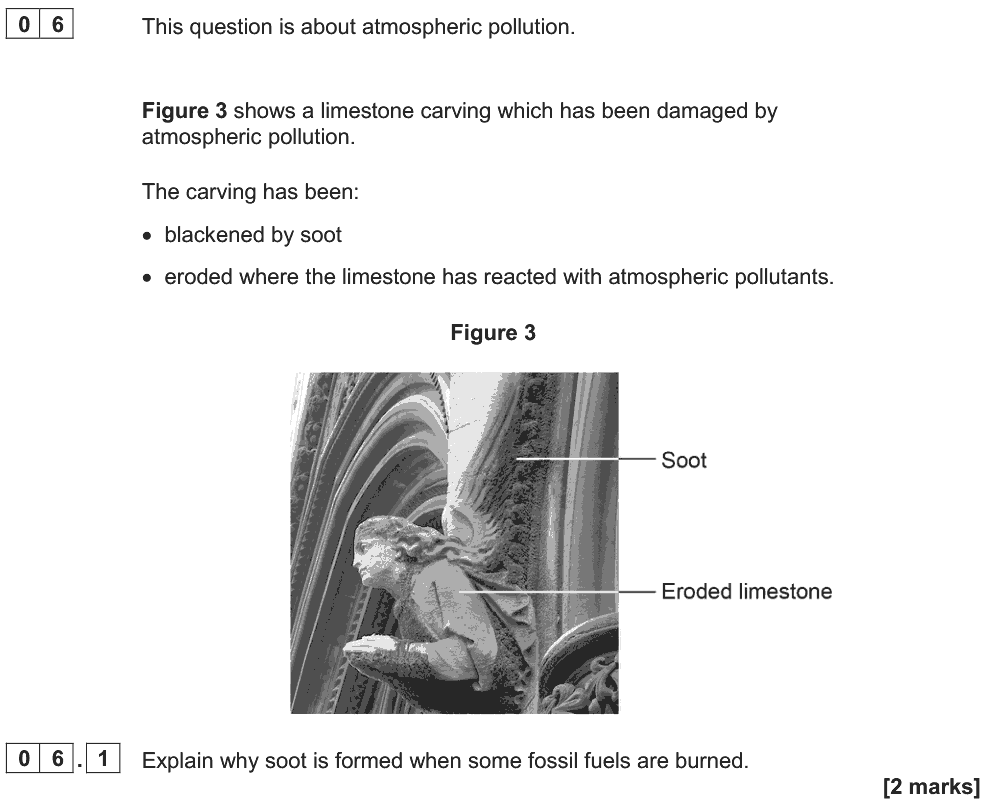 0 6 This question is about atmospheric pollution.
Figure 3 shows a limestone carving which has been damaged by
atmospheric pollution.
The carving has been:
• blackened by soot
• eroded where the limestone has reacted with atmospheric pollutants.
Figure 3
Soot
Eroded limestone
0 6 . 1 Explain why soot is formed when some fossil fuels are burned.
[2 marks]